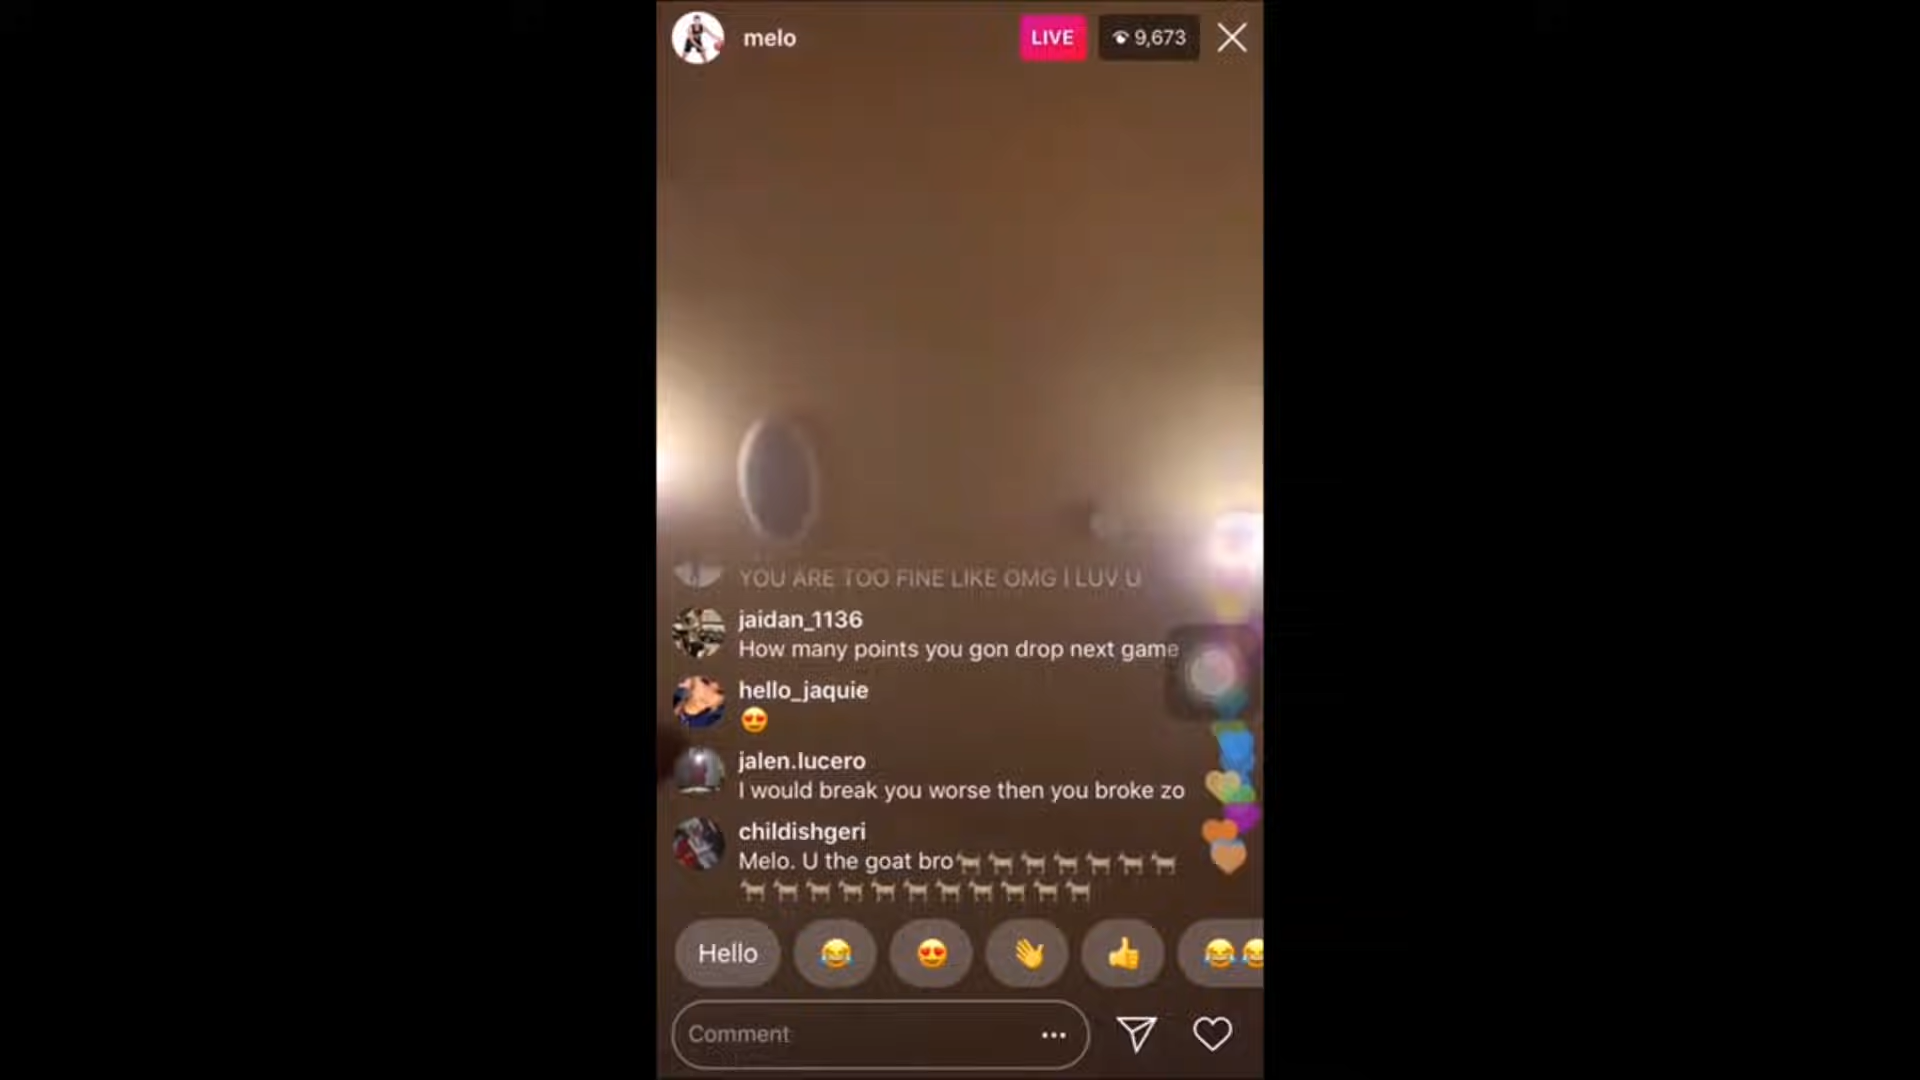 melo
LIVE
9,673
YOU ARE TOO FINE LIKE OMG I LUV U
jaidan_1136
How many points you gon drop next game
hello_jaquie
😍
jalen.lucero
I would break you worse then you broke zo
childishgeri
Melo. U the goat bro🐐🐐🐐🐐🐐🐐🐐
🐐🐐🐐🐐🐐🐐🐐🐐🐐🐐🐐
Hello 😂 😍 👋 👍 😂😂
Comment